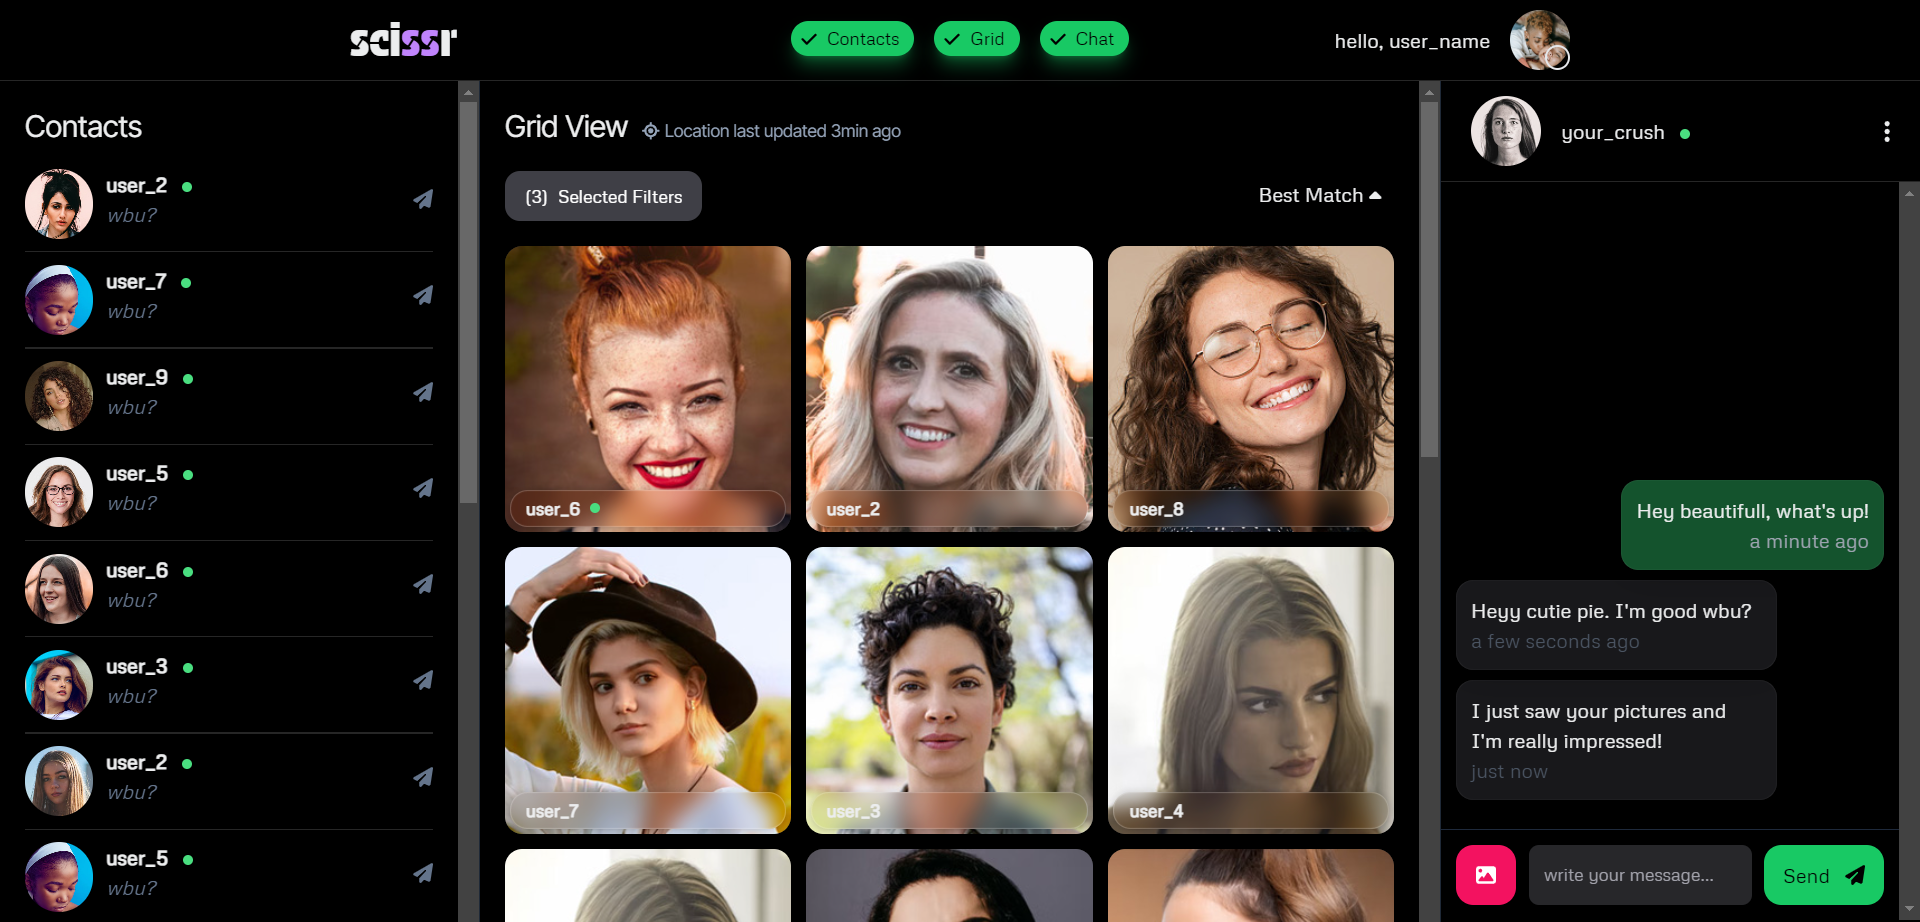 scissr
Contacts
Grid
Chat
hello, user_name
Contacts
user_2
wbu?
user_7
wbu?
user_9
wbu?
user_5
wbu?
user_6
wbu?
user_3
wbu?
user_2
wbu?
user_5
wbu?
Grid View
Location last updated 3min ago
(3) Selected Filters
Best Match
user_6
user_2
user_8
user_7
user_3
user_4
your_crush
Hey beautifull, what's up!
a minute ago
Heyy cutie pie. I'm good wbu?
a few seconds ago
I just saw your pictures and
I'm really impressed!
just now
write your message...
Send